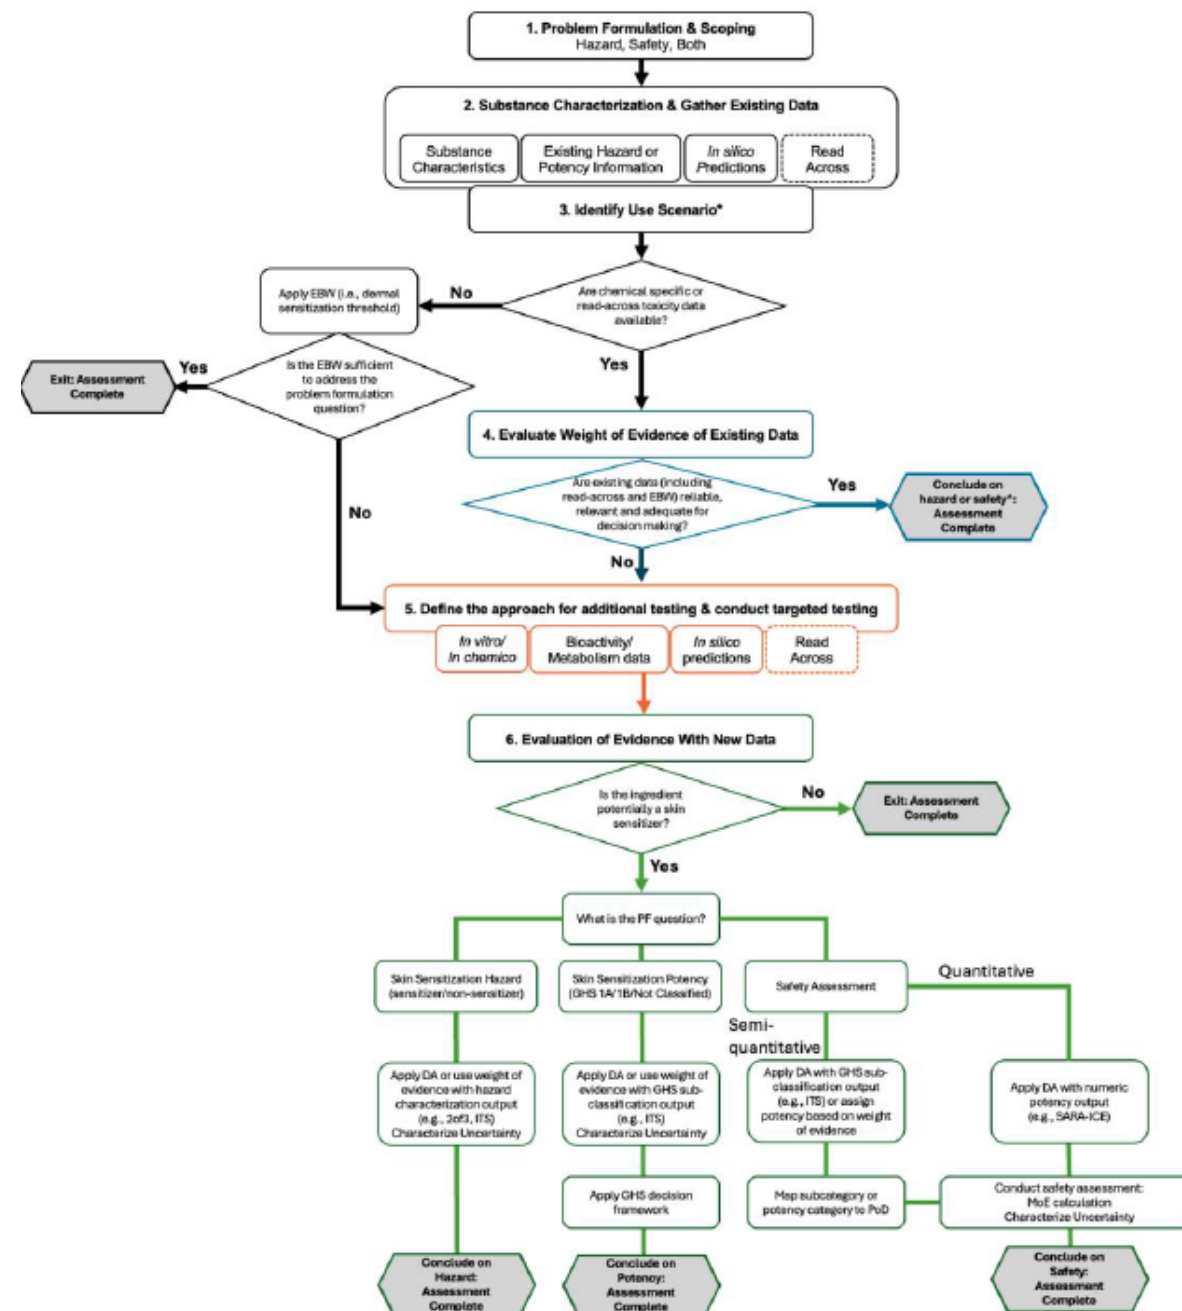 1. Problem Formulation & Scoping
Hazard, Safety, Both
2. Substance Characterization & Gather Existing Data
Substance
Characteristics
Existing Hazard or
Potency Information
In silico
Predictions
Read
Across
3. Identify Use Scenario*
Are chemical specific or
read-across toxicity data
available?
No
Apply EBW (i.e., dermal
sensitization threshold)
Is the EBW sufficient
to address the
problem formulation
question?
Yes
Exit: Assessment
Complete
No
Yes
4. Evaluate Weight of Evidence of Existing Data
Are existing data (including
read-across and EBW) reliable,
relevant and adequate for
decision making?
Yes
Conclude on
hazard or safety*:
Assessment
Complete
No
5. Define the approach for additional testing & conduct targeted testing
In vitro/
In chemico
Bioactivity/
Metabolism data
In silico
predictions
Read
Across
6. Evaluation of Evidence With New Data
Is the ingredient
potentially a skin
sensitizer?
No
Exit: Assessment
Complete
Yes
What is the PF question?
Skin Sensitization Hazard
(sensitizer/non-sensitizer)
Skin Sensitization Potency
(GHS 1A/1B/Not Classified)
Safety Assessment
Quantitative
Semi-
quantitative
Apply DA or use weight of
evidence with hazard
characterization output
(e.g., 2of3, ITS)
Characterize Uncertainty
Apply DA or use weight of
evidence with GHS sub-
classification output
(e.g., ITS)
Characterize Uncertainty
Apply DA with GHS sub-
classification output
(e.g., ITS) or assign
potency based on weight
of evidence
Apply DA with numeric
potency output
(e.g., SARA-ICE)
Apply GHS decision
framework
Map subcategory or
potency category to PoD
Conduct safety assessment:
MoE calculation
Characterize Uncertainty
Conclude on
Hazard:
Assessment
Complete
Conclude on
Potency:
Assessment
Complete
Conclude on
Safety:
Assessment
Complete